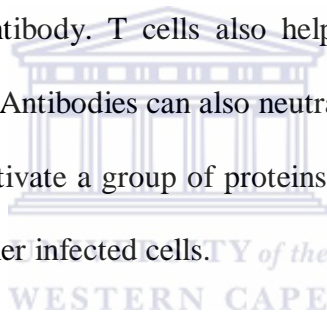 ntibody. T cells also help
Antibodies can also neutra
tivate a group of proteins
er infected cells.
UNIVERSITY of the
WESTERN CAPE